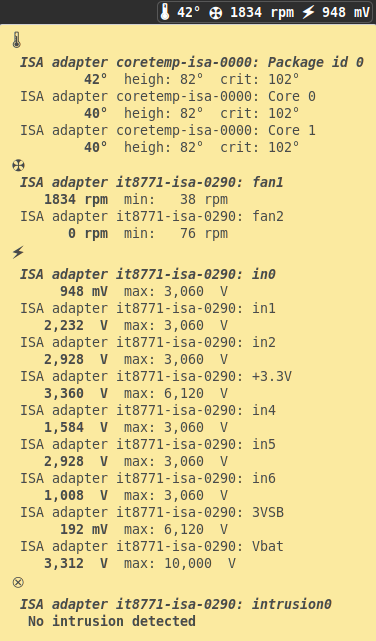 42° 1834 rpm 948 mV
ISA adapter coretemp-isa-0000: Package id 0
42° heigh: 82° crit: 102°
ISA adapter coretemp-isa-0000: Core 0
40° heigh: 82° crit: 102°
ISA adapter coretemp-isa-0000: Core 1
40° heigh: 82° crit: 102°
ISA adapter it8771-isa-0290: fan1
1834 rpm min: 38 rpm
ISA adapter it8771-isa-0290: fan2
0 rpm min: 76 rpm
ISA adapter it8771-isa-0290: in0
948 mV max: 3,060 V
ISA adapter it8771-isa-0290: in1
2,232 V max: 3,060 V
ISA adapter it8771-isa-0290: in2
2,928 V max: 3,060 V
ISA adapter it8771-isa-0290: +3.3V
3,360 V max: 6,120 V
ISA adapter it8771-isa-0290: in4
1,584 V max: 3,060 V
ISA adapter it8771-isa-0290: in5
2,928 V max: 3,060 V
ISA adapter it8771-isa-0290: in6
1,008 V max: 3,060 V
ISA adapter it8771-isa-0290: 3VSB
192 mV max: 6,120 V
ISA adapter it8771-isa-0290: Vbat
3,312 V max: 10,000 V
ISA adapter it8771-isa-0290: intrusion0
No intrusion detected